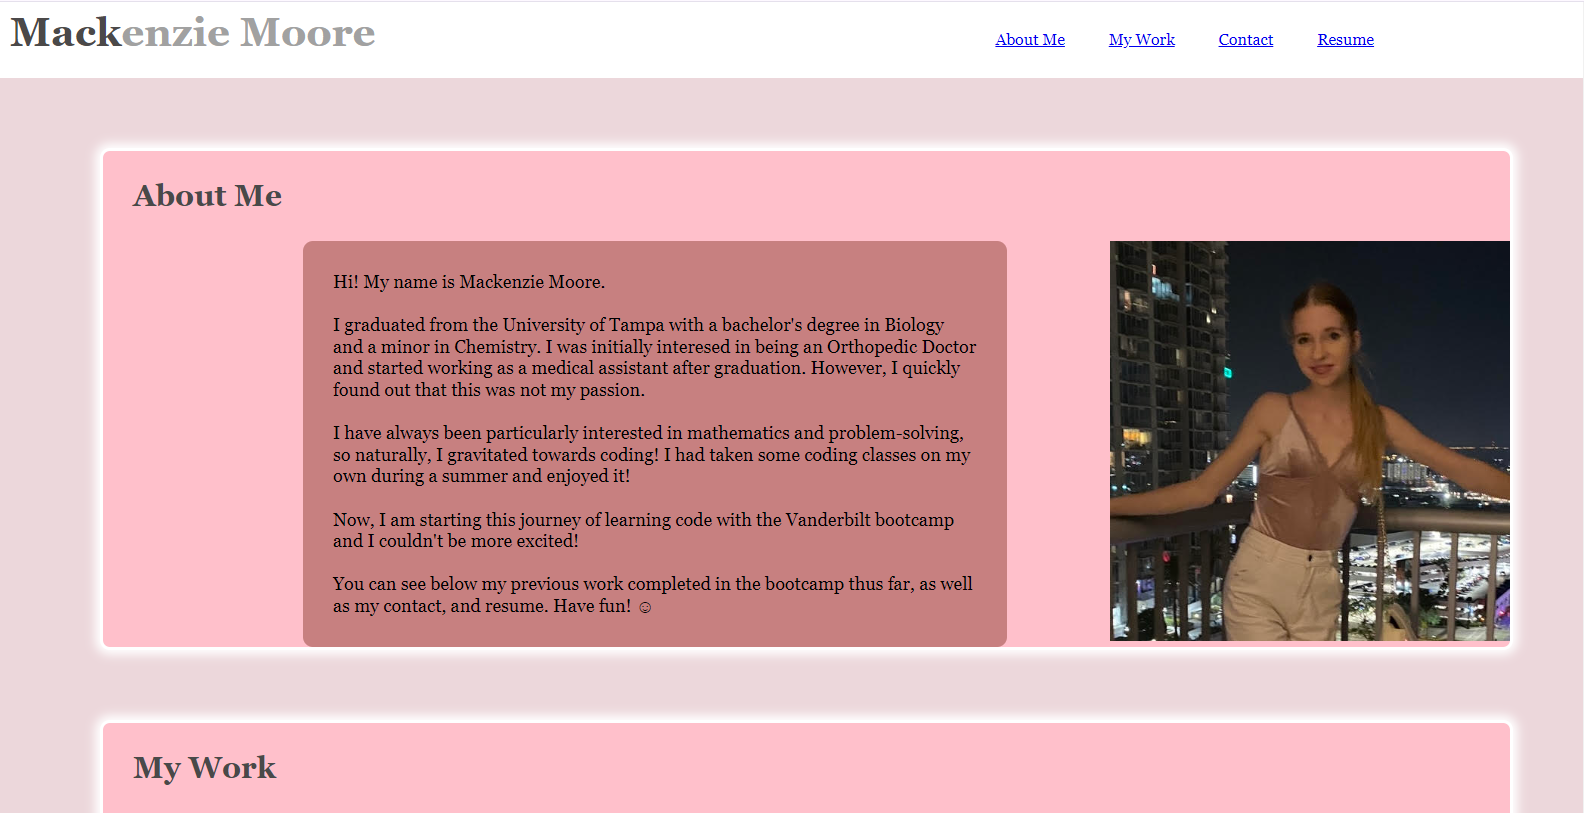 Mackenzie Moore
About Me My Work Contact Resume
About Me
Hi! My name is Mackenzie Moore.
I graduated from the University of Tampa with a bachelor's degree in Biology
and a minor in Chemistry. I was initially interesed in being an Orthopedic Doctor
and started working as a medical assistant after graduation. However, I quickly
found out that this was not my passion.
I have always been particularly interested in mathematics and problem-solving,
so naturally, I gravitated towards coding! I had taken some coding classes on my
own during a summer and enjoyed it!
Now, I am starting this journey of learning code with the Vanderbilt bootcamp
and I couldn't be more excited!
You can see below my previous work completed in the bootcamp thus far, as well
as my contact, and resume. Have fun! ☺
My Work